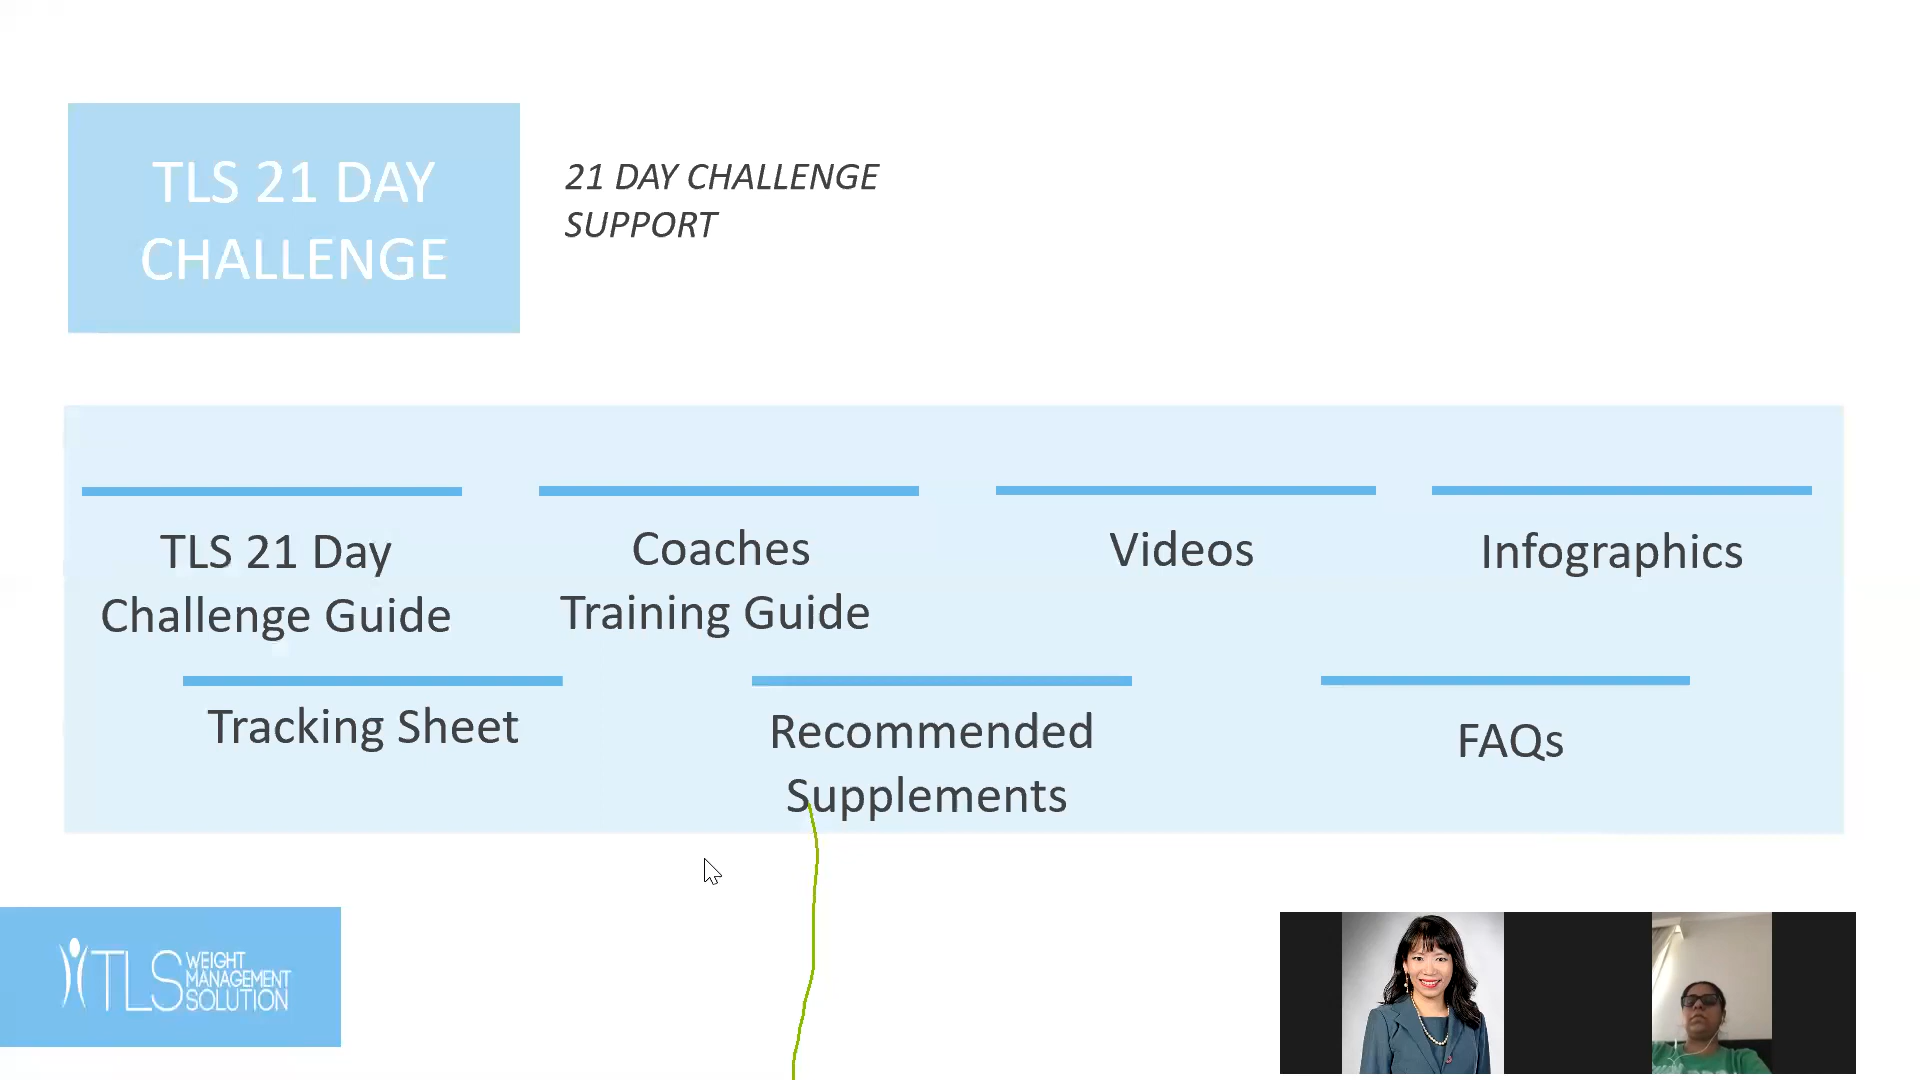 TLS 21 DAY
CHALLENGE
21 DAY CHALLENGE
SUPPORT
TLS 21 Day
Challenge Guide
Coaches
Training Guide
Videos
Infographics
Tracking Sheet
Recommended
Supplements
FAQs
TLS WEIGHT
MANAGEMENT
SOLUTION